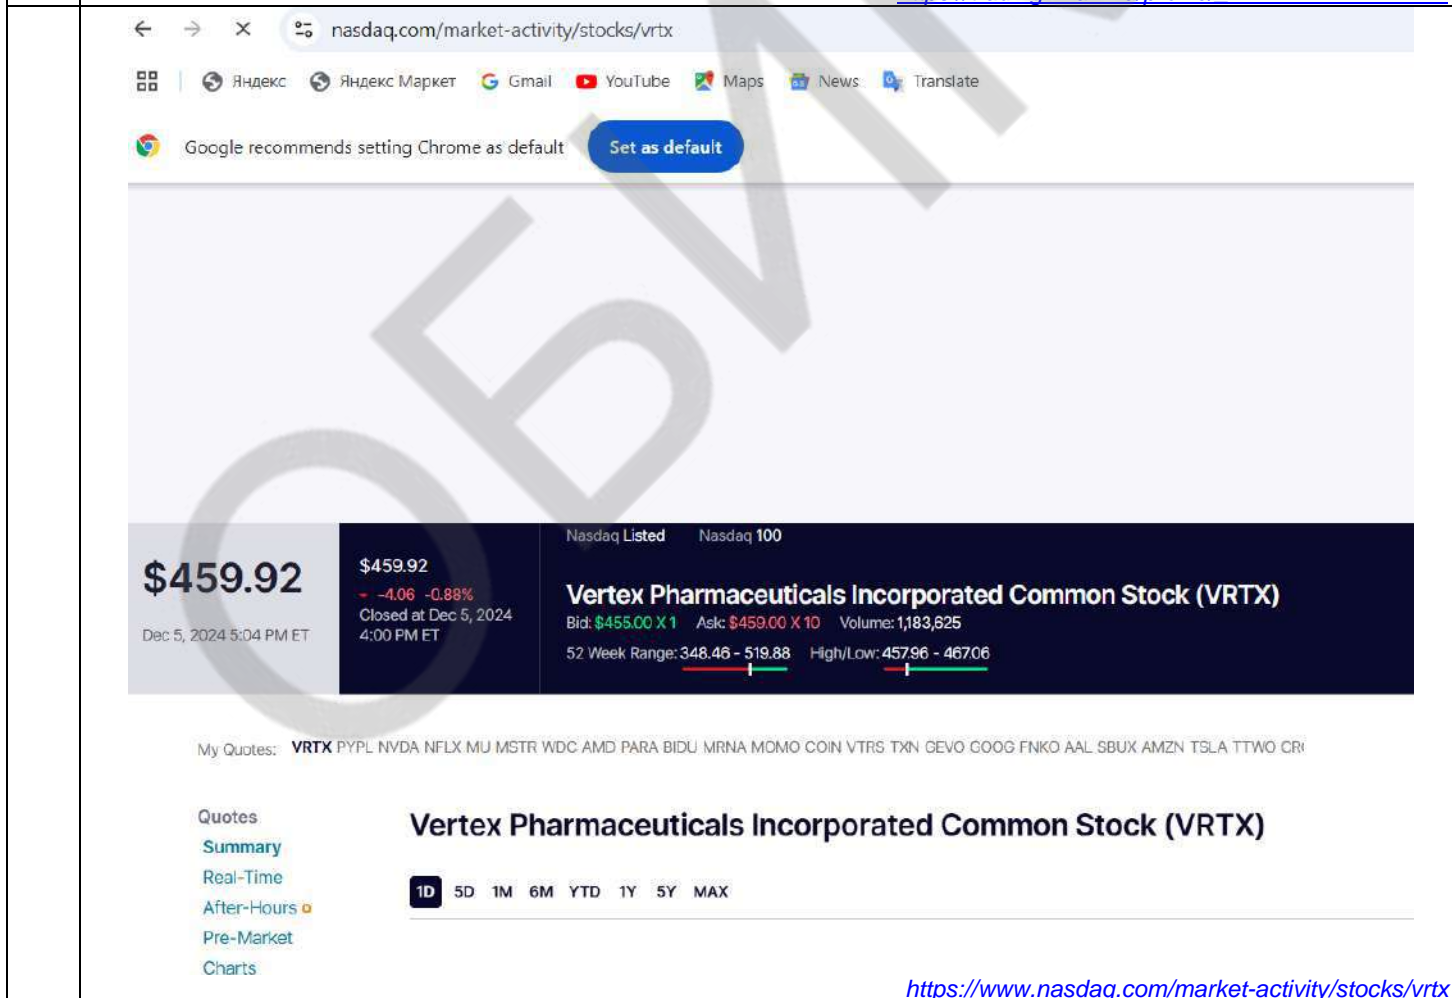 nasdaq.com/market-activity/stocks/vrtx
Яндекс Яндекс Маркет Gmail YouTube Maps News Translate
Google recommends setting Chrome as default Set as default
ОБИ
Nasdaq Listed Nasdaq 100
$459.92
$459.92
-4.06 -0.88%
Closed at Dec 5, 2024
4:00 PM ET
Dec 5, 2024 5:04 PM ET
Vertex Pharmaceuticals Incorporated Common Stock (VRTX)
Bid: $455.00 X 1 Ask: $459.00 X 10 Volume: 1,183,625
52 Week Range: 348.46 - 519.88 High/Low: 457.96 - 467.06
My Quotes: VRTX PYPL NVDA NFLX MU MSTR WDC AMD PARA BIDU MRNA MOMO COIN VTRS TXN GEVO GOOG FNKO AAL SBUX AMZN TSLA TTWO
Quotes
Summary
Real-Time
After-Hours
Pre-Market
Charts
Vertex Pharmaceuticals Incorporated Common Stock (VRTX)
1D 5D 1M 6M YTD 1Y 5Y MAX
https://www.nasdaq.com/market-activity/stocks/vrtx